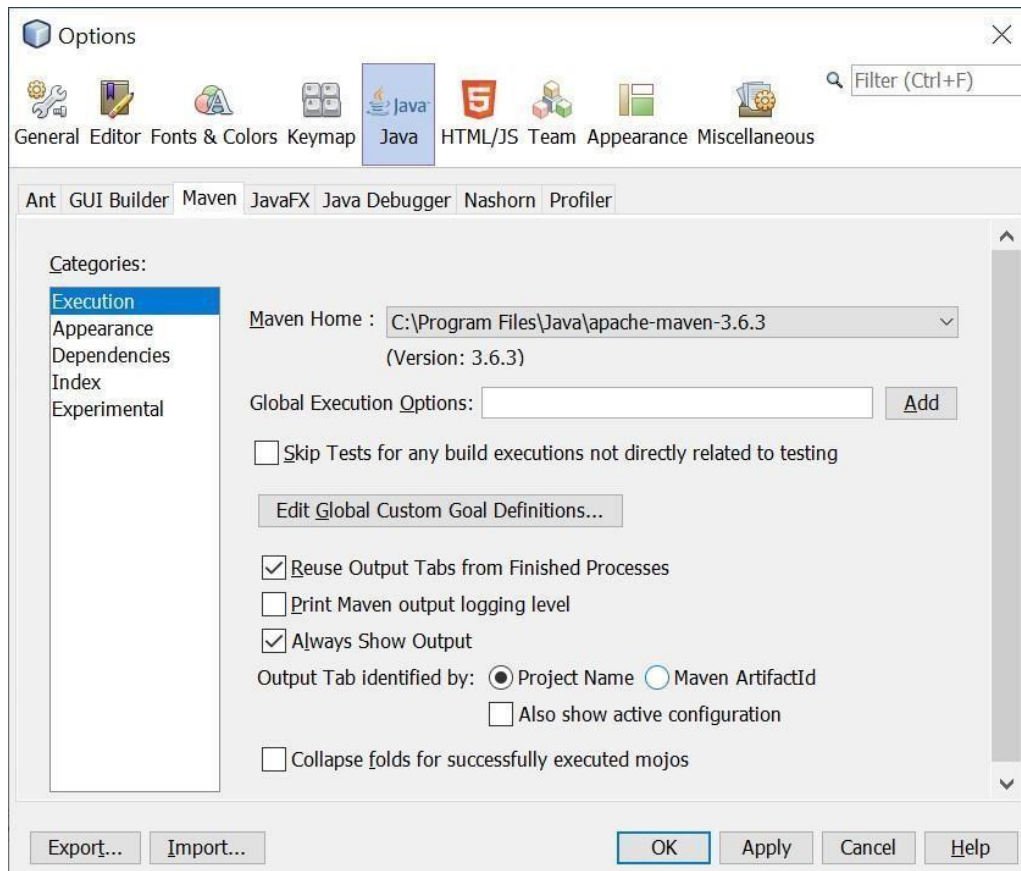 Options
Filter (Ctrl+F)
General Editor Fonts & Colors Keymap Java HTML/JS Team Appearance Miscellaneous
Ant GUI Builder Maven JavaFX Java Debugger Nashorn Profiler
Categories:
Execution
Appearance
Dependencies
Index
Experimental
Maven Home : C:\Program Files\Java\apache-maven-3.6.3
(Version: 3.6.3)
Global Execution Options: Add
Skip Tests for any build executions not directly related to testing
Edit Global Custom Goal Definitions...
Reuse Output Tabs from Finished Processes
Print Maven output logging level
Always Show Output
Output Tab identified by: Project Name Maven ArtifactId
Also show active configuration
Collapse folds for successfully executed mojos
Export... Import... OK Apply Cancel Help